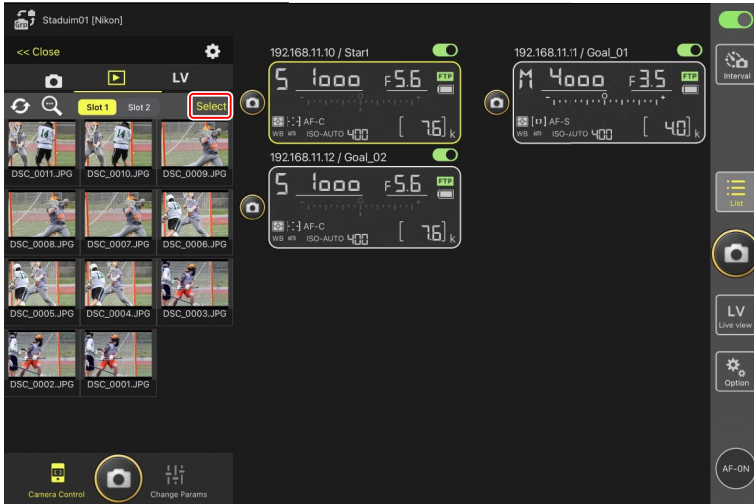 Grp Staduim01 [Nikon]
<< Close
LV
Slot 1 Slot 2 Select
DSC_0011.JPG DSC_0010.JPG DSC_0009.JPG
DSC_0008.JPG DSC_0007.JPG DSC_0006.JPG
DSC_0005.JPG DSC_0004.JPG DSC_0003.JPG
DSC_0002.JPG DSC_0001.JPG
Camera Control Change Params
192.168.11.10 / Start
S 1000 F5.6 FTP
AF-C
WB ISO-AUTO 400 [ 7.6] k
192.168.11.11 / Goal_01
M 4000 F3.5 FTP
AF-S
WB ISO-AUTO 400 [ 4.0] k
192.168.11.12 / Goal_02
S 1000 F5.6 FTP
AF-C
WB ISO-AUTO 400 [ 7.6] k
Interval
List
LV
Live view
Option
AF-ON